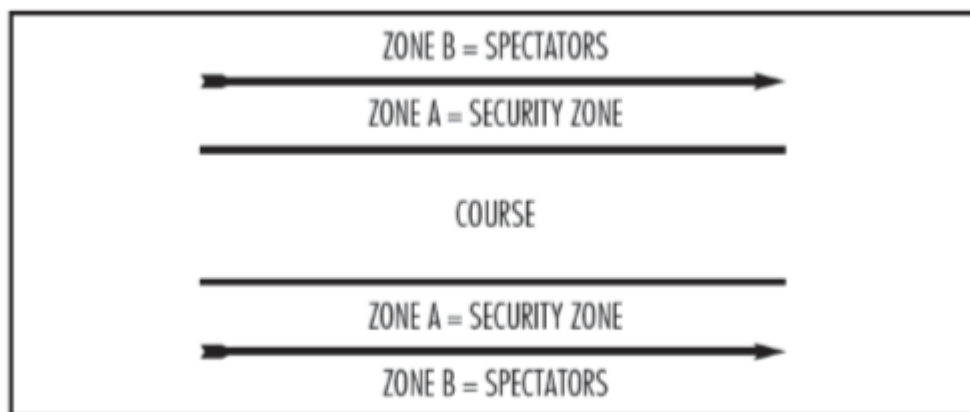 ZONE B = SPECTATORS
ZONE A = SECURITY ZONE
COURSE
ZONE A = SECURITY ZONE
ZONE B = SPECTATORS